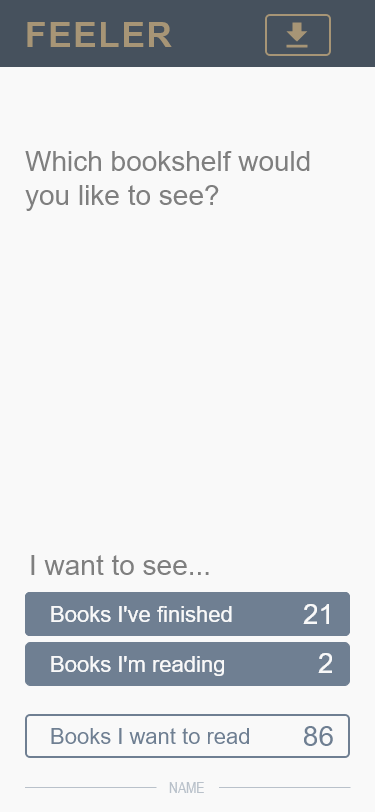 FEELER
Which bookshelf would
you like to see?
I want to see...
Books I've finished 21
Books I'm reading 2
Books I want to read 86
NAME